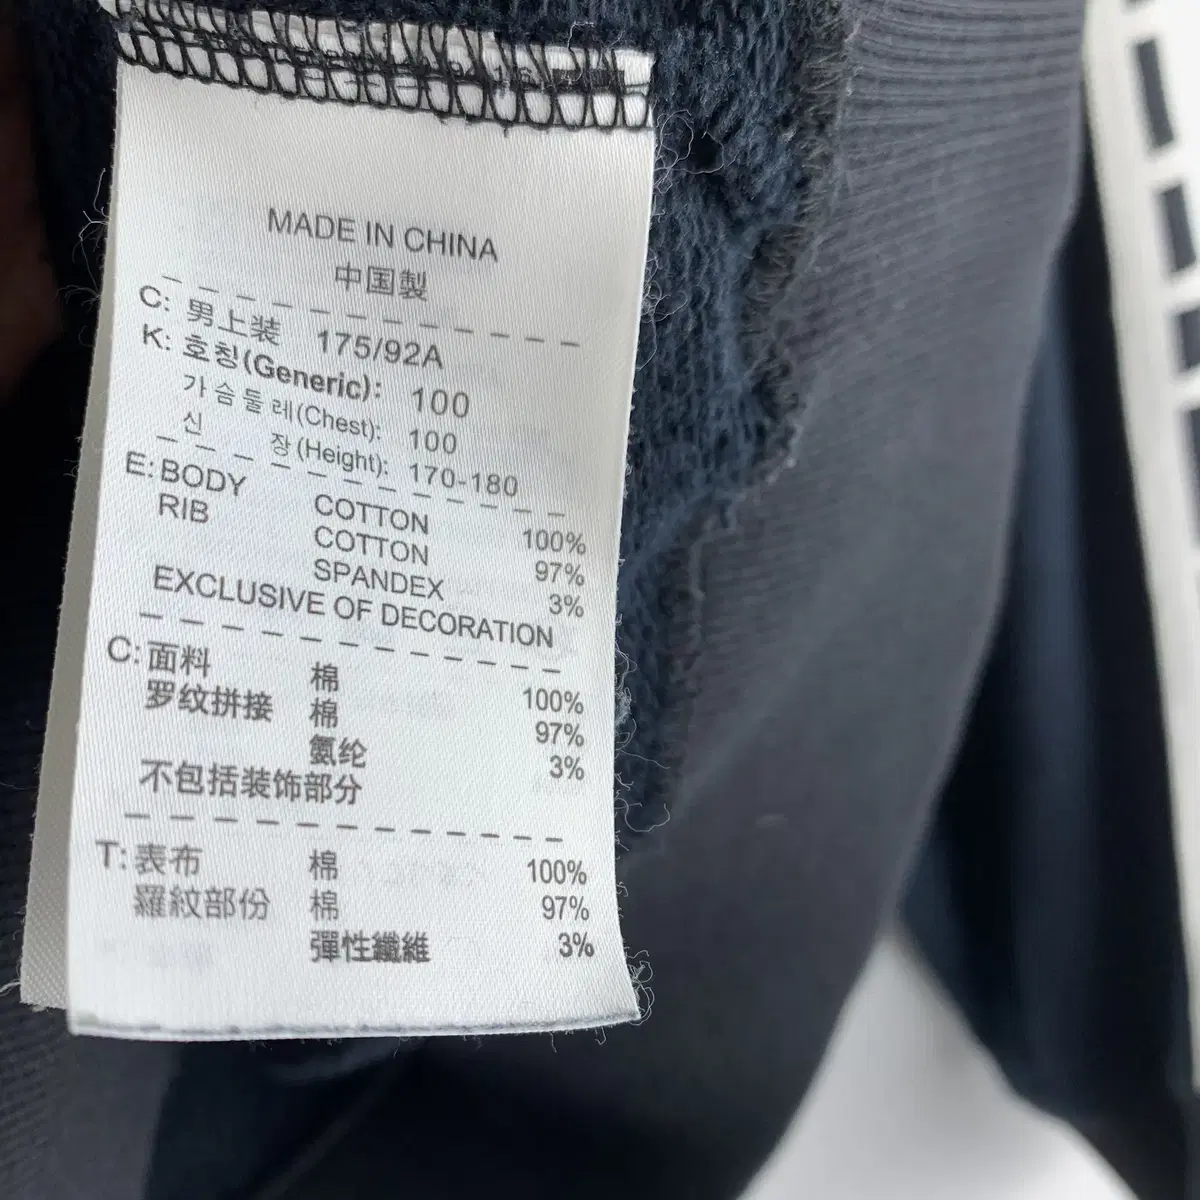 MADE IN CHINA
中国製
C: 男上装 175/92A
K: 호칭(Generic): 100
가슴둘레(Chest): 100
신 장(Height): 170-180
E: BODY COTTON 100%
RIB COTTON 97%
SPANDEX 3%
EXCLUSIVE OF DECORATION
C: 面料 棉 100%
罗纹拼接 棉 97%
氨纶 3%
不包括装饰部分
T: 表布 棉 100%
羅紋部份 棉 97%
彈性纖維 3%